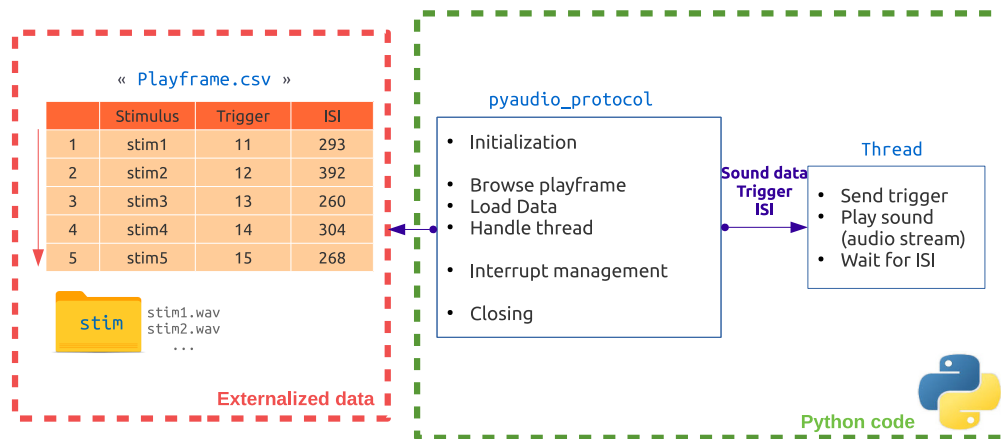 « Playframe.csv »
Stimulus Trigger ISI
1 stim1 11 293
2 stim2 12 392
3 stim3 13 260
4 stim4 14 304
5 stim5 15 268
stim
stim1.wav
stim2.wav
...
Externalized data
pyaudio_protocol
• Initialization
• Browse playframe
• Load Data
• Handle thread
• Interrupt management
• Closing
Sound data
Trigger
ISI
Thread
• Send trigger
• Play sound
(audio stream)
• Wait for ISI
Python code